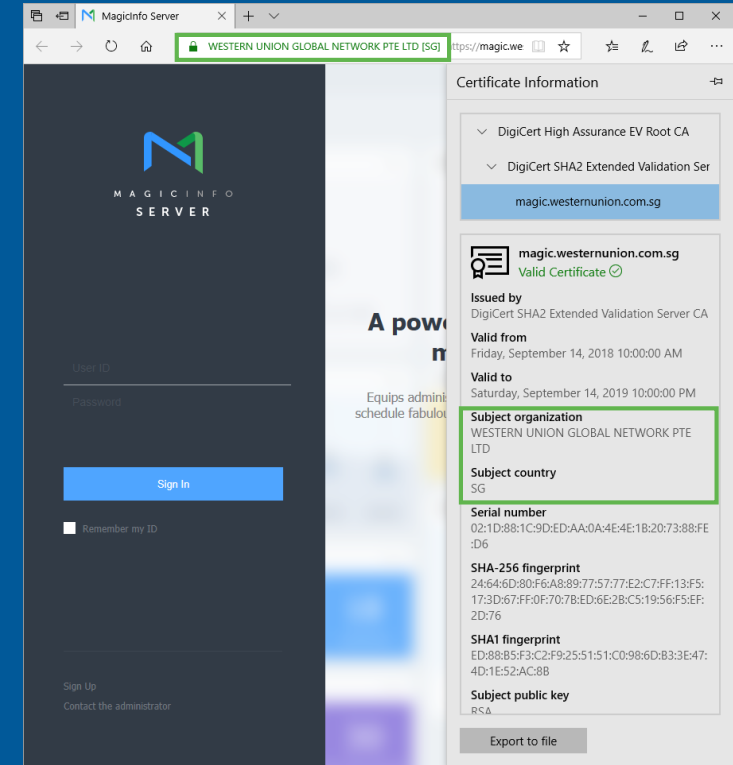 MagicInfo Server
WESTERN UNION GLOBAL NETWORK PTE LTD [SG]
ttps://magic.we
MAGICINFO
SERVER
User ID
Password
Sign In
Remember my ID
Sign Up
Contact the administrator
A pow
Equips adminis
schedule fabulou
Certificate Information
DigiCert High Assurance EV Root CA
DigiCert SHA2 Extended Validation Ser
magic.westernunion.com.sg
magic.westernunion.com.sg
Valid Certificate
Issued by
DigiCert SHA2 Extended Validation Server CA
Valid from
Friday, September 14, 2018 10:00:00 AM
Valid to
Saturday, September 14, 2019 10:00:00 PM
Subject organization
WESTERN UNION GLOBAL NETWORK PTE
LTD
Subject country
SG
Serial number
02:1D:88:1C:9D:ED:AA:0A:4E:4E:1B:20:73:88:FE
:D6
SHA-256 fingerprint
24:64:6D:80:F6:A8:89:77:57:77:E2:C7:FF:13:F5:
17:3D:67:FF:0F:70:7B:ED:6E:2B:C5:19:56:F5:EF:
2D:76
SHA1 fingerprint
ED:88:B5:F3:C2:F9:25:51:51:C0:98:6D:B3:3E:47:
4D:1E:52:AC:8B
Subject public key
RSA
Export to file